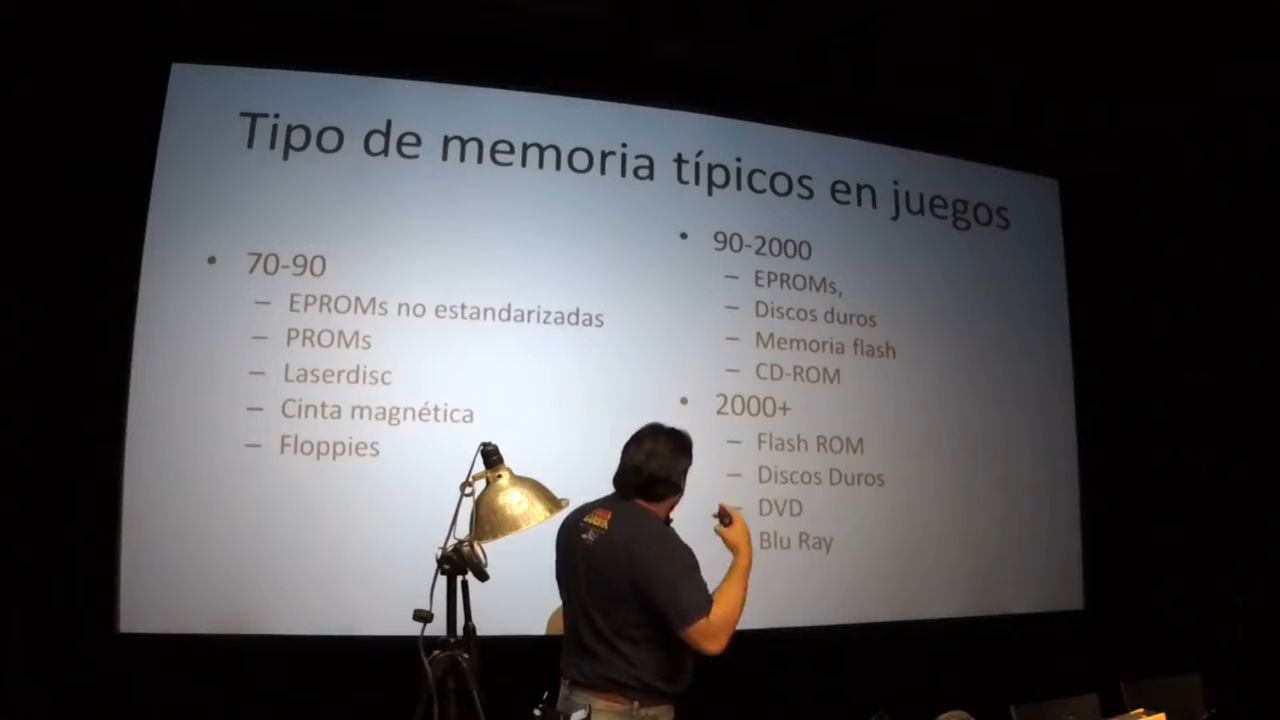 Tipo de memoria típicos en juegos
• 70-90
– EPROMs no estandarizadas
– PROMs
– Laserdisc
– Cinta magnética
– Floppies
• 90-2000
– EPROMs,
– Discos duros
– Memoria flash
– CD-ROM
• 2000+
– Flash ROM
– Discos Duros
– DVD
Blu Ray